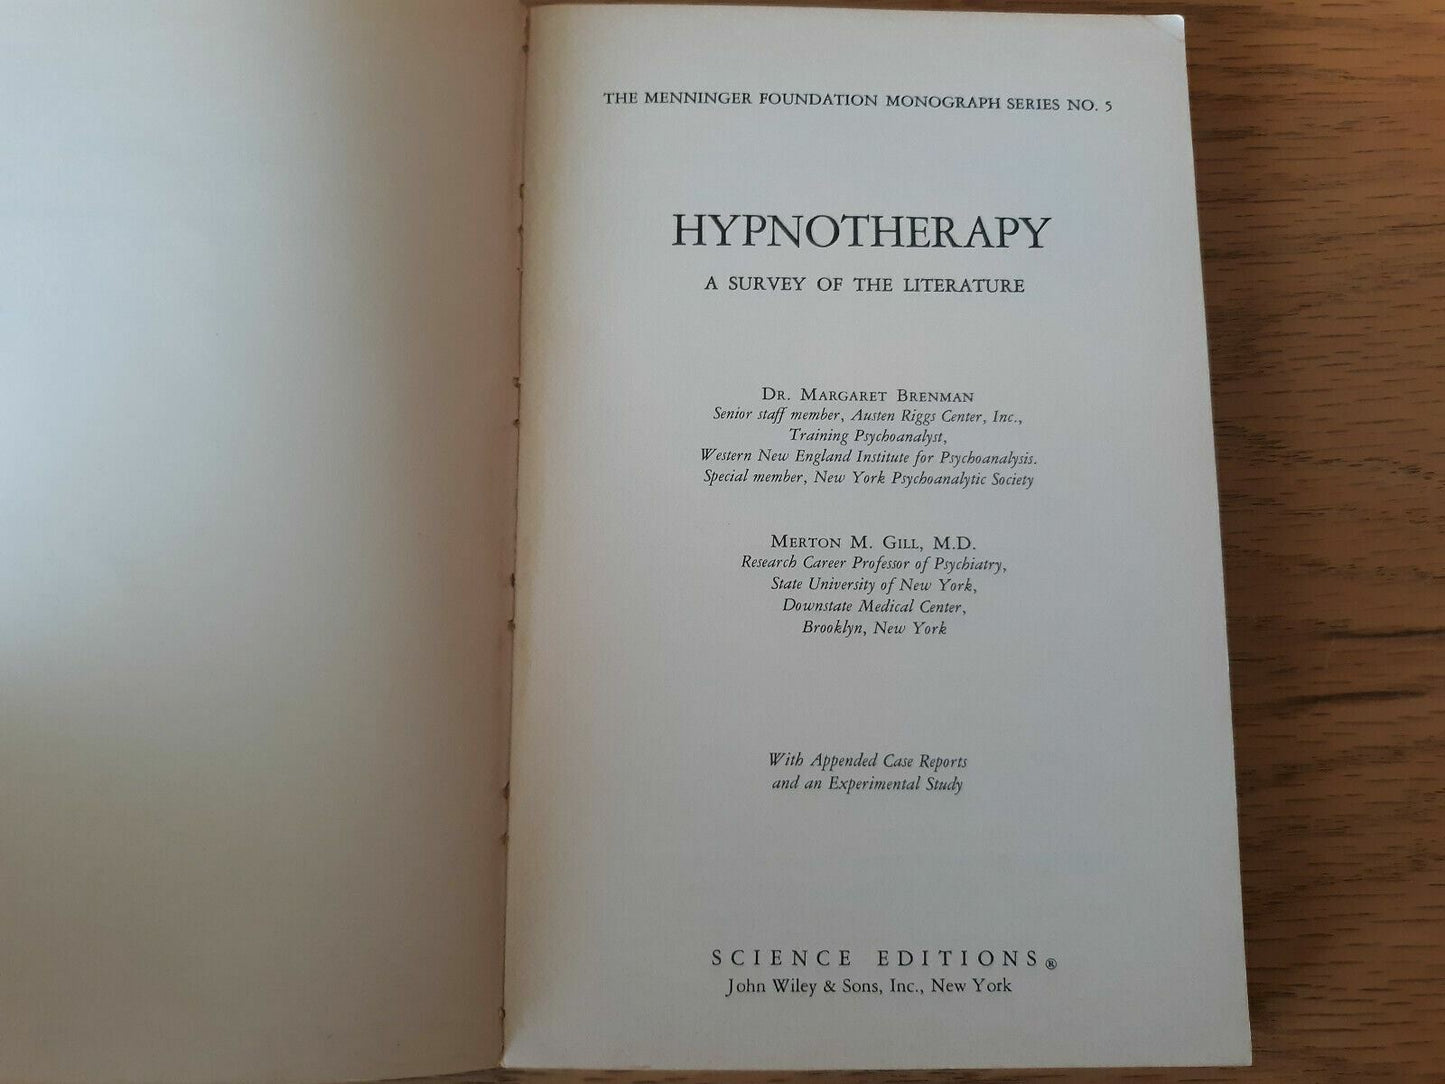 THE MENNINGER FOUNDATION MONOGRAPH SERIES NO. 5
HYPNOTHERAPY
A SURVEY OF THE LITERATURE
DR. MARGARET BRENMAN
Senior staff member, Austen Riggs Center, Inc.,
Training Psychoanalyst,
Western New England Institute for Psychoanalysis.
Special member, New York Psychoanalytic Society
MERTON M. GILL, M.D.
Research Career Professor of Psychiatry,
State University of New York,
Downstate Medical Center,
Brooklyn, New York
With Appended Case Reports
and an Experimental Study
SCIENCE EDITIONS®
John Wiley & Sons, Inc., New York